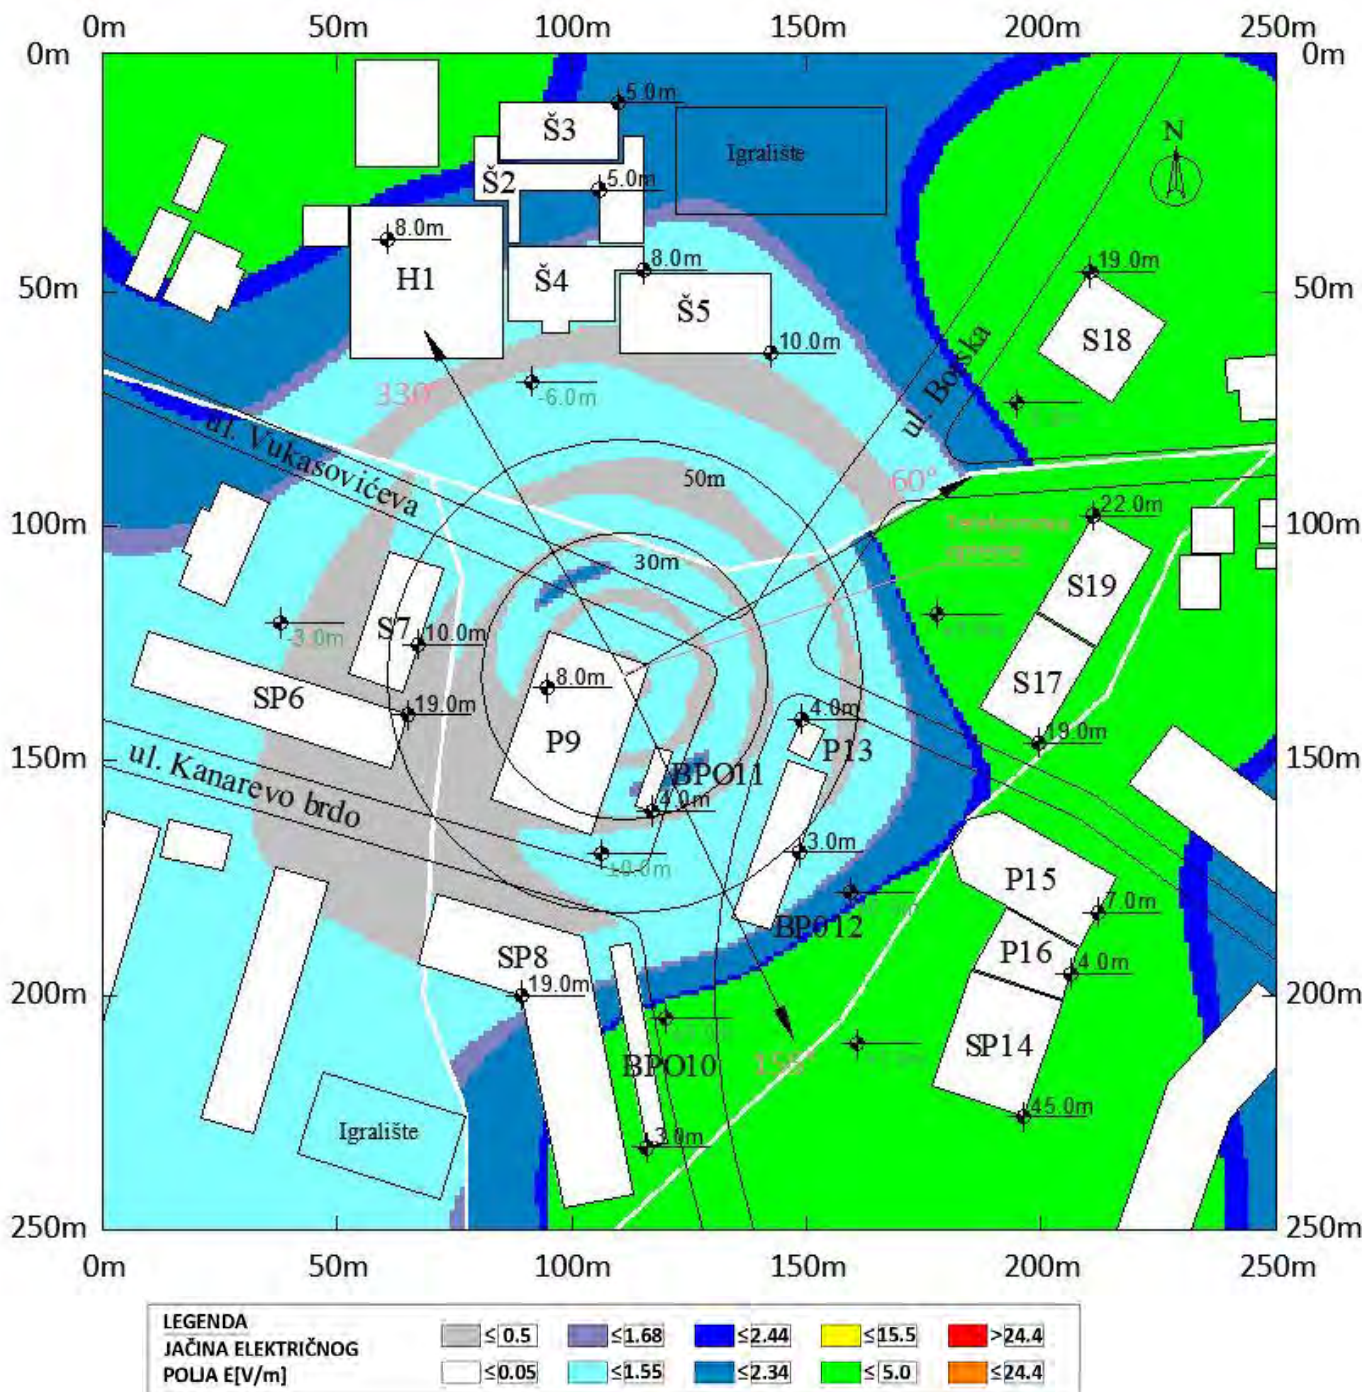 0m 50m 100m 150m 200m 250m
0m
0m
Š3
5.0m
Igralište
N
Š2
5.0m
8.0m
H1
Š4
8.0m
Š5
19.0m
50m
50m
S18
10.0m
330°
-6.0m
ul. Borska
ul. Vukasovićeva
50m
60°
22.0m
100m
100m
30m
S19
S7
10.0m
-3.0m
8.0m
S17
SP6
19.0m
P9
4.0m
P13
19.0m
150m
150m
ul. Kanarevo brdo
BPO11
4.0m
3.0m
±0.0m
P15
7.0m
BPO12
P16
4.0m
SP8
19.0m
200m
200m
SP14
BPO10
155°
45.0m
Igralište
3.0m
250m
250m
0m 50m 100m 150m 200m 250m
LEGENDA
JAČINA ELEKTRIČNOG
POLJA E[V/m]
≤ 0.5 ≤1.68 ≤2.44 ≤15.5 >24.4
≤0.05 ≤1.55 ≤2.34 ≤ 5.0 ≤24.4